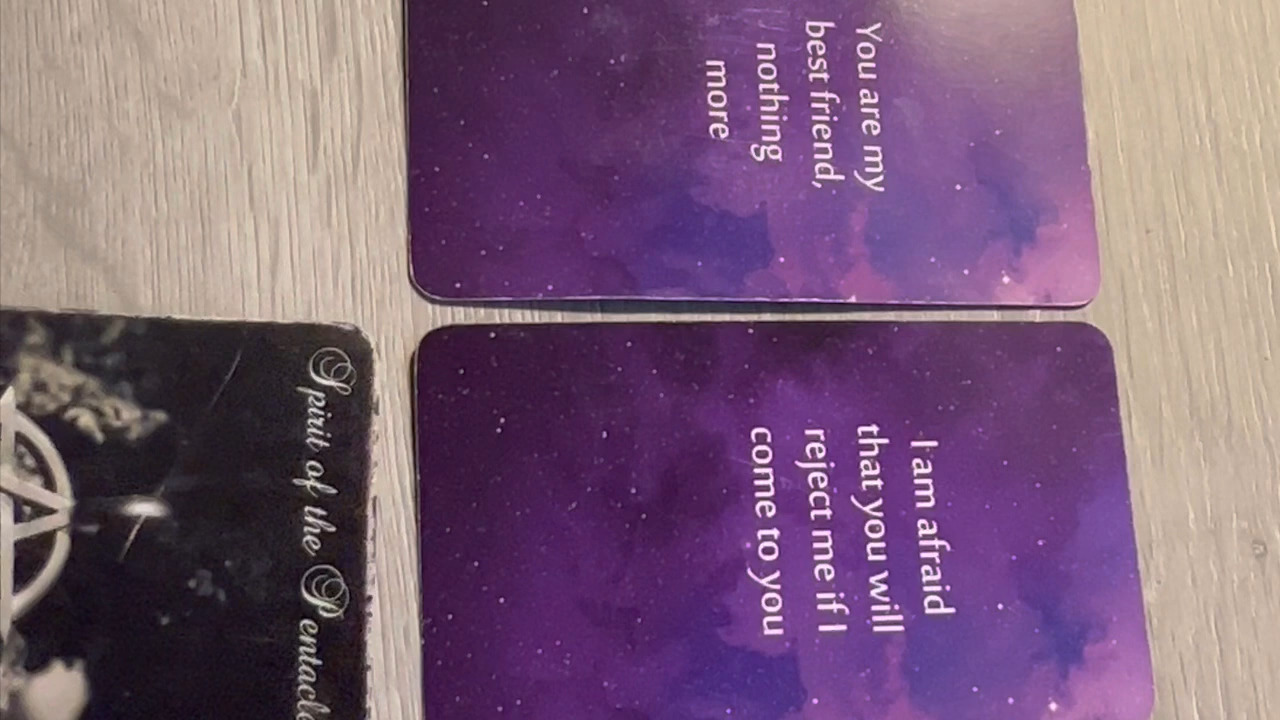 You are my
best friend,
nothing
more
I am afraid
that you will
reject me if I
come to you
Spirit of the